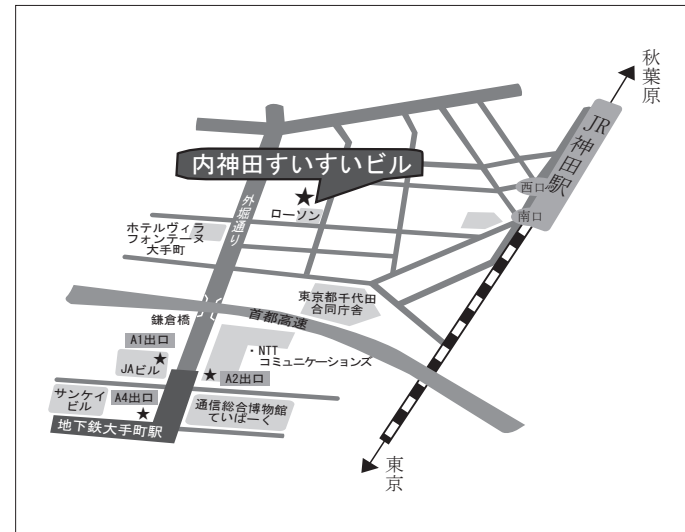 秋葉原
JR神田駅
内神田すいすいビル
西口
ローソン
南口
外堀通り
ホテルヴィラ
フォンテーヌ
大手町
東京都千代田
合同庁舎
鎌倉橋
首都高速
A1出口
・NTT
コミュニケーションズ
JAビル
A2出口
サンケイ
ビル
A4出口
通信総合博物館
ていぱーく
地下鉄大手町駅
東京